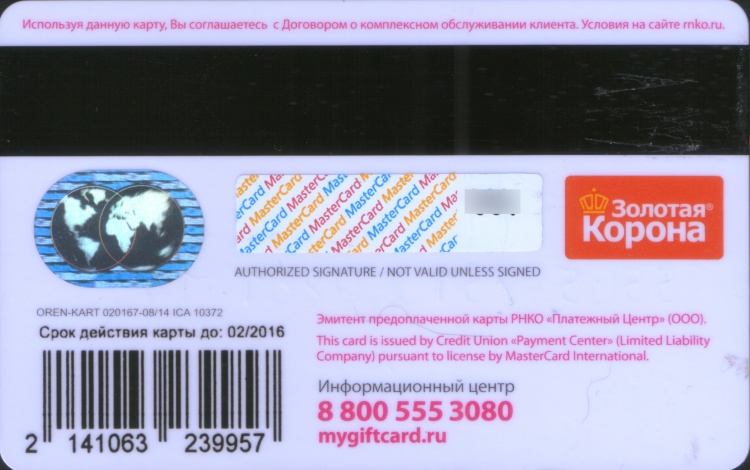 Используя данную карту, Вы соглашаетесь с Договором о комплексном обслуживании клиента. Условия на сайте rnko.ru.
MasterCard MasterCard MasterCard
AUTHORIZED SIGNATURE / NOT VALID UNLESS SIGNED
Золотая®
Корона
OREN-KART 020167-08/14 ICA 10372
Срок действия карты до: 02/2016
2 141063 239957
Эмитент предоплаченной карты РНКО «Платежный Центр» (ООО).
This card is issued by Credit Union «Payment Center» (Limited Liability
Company) pursuant to license by MasterCard International.
Информационный центр
8 800 555 3080
mygiftcard.ru